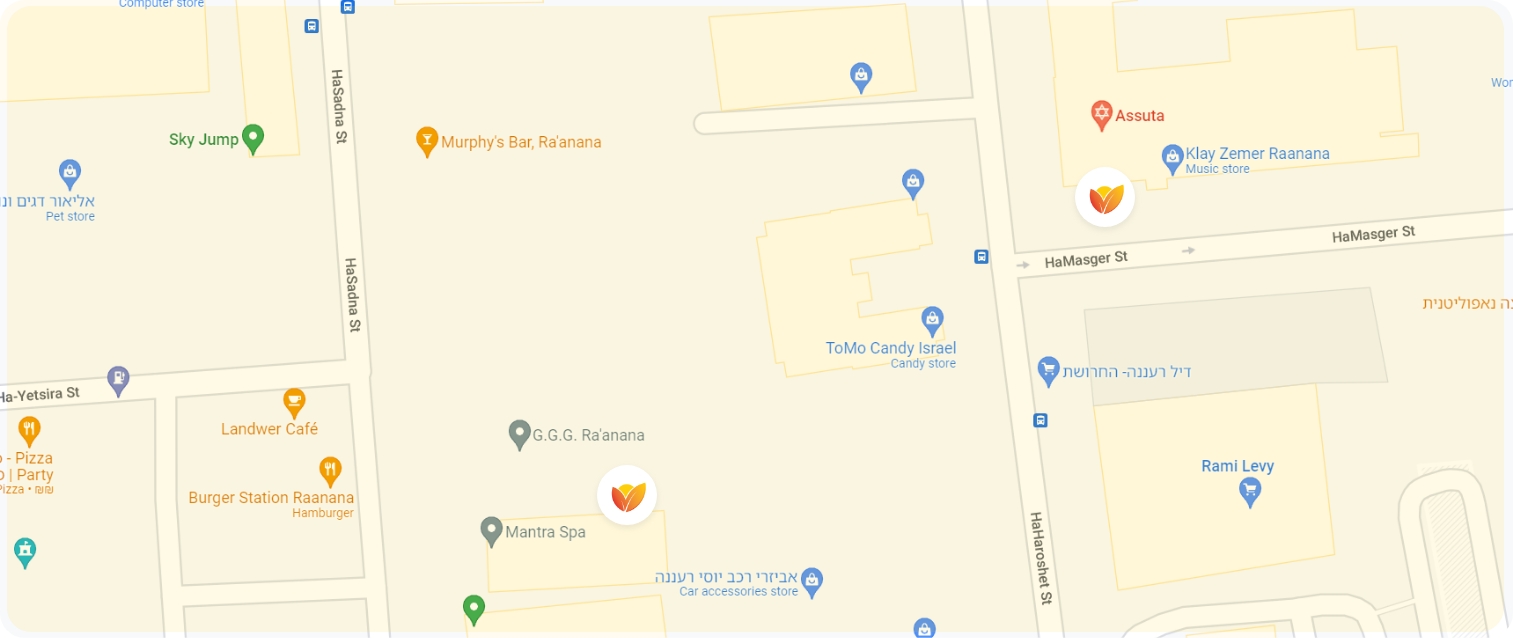 Computer store
HaSadna St
Sky Jump
Murphy's Bar, Ra'anana
Assuta
Klay Zemer Raanana
Music store
אליאור דגים
Pet store
HaMasger St
HaMasger St
HaSadna St
נאפוליטנית
ToMo Candy Israel
Candy store
דיל רעננה- החרושת
Ha-Yetsira St
Landwer Café
G.G.G. Ra'anana
- Pizza
| Party
Pizza • ₪₪
Rami Levy
Burger Station Raanana
Hamburger
Mantra Spa
HaHaroshet St
אביזרי רכב יוסי רעננה
Car accessories store